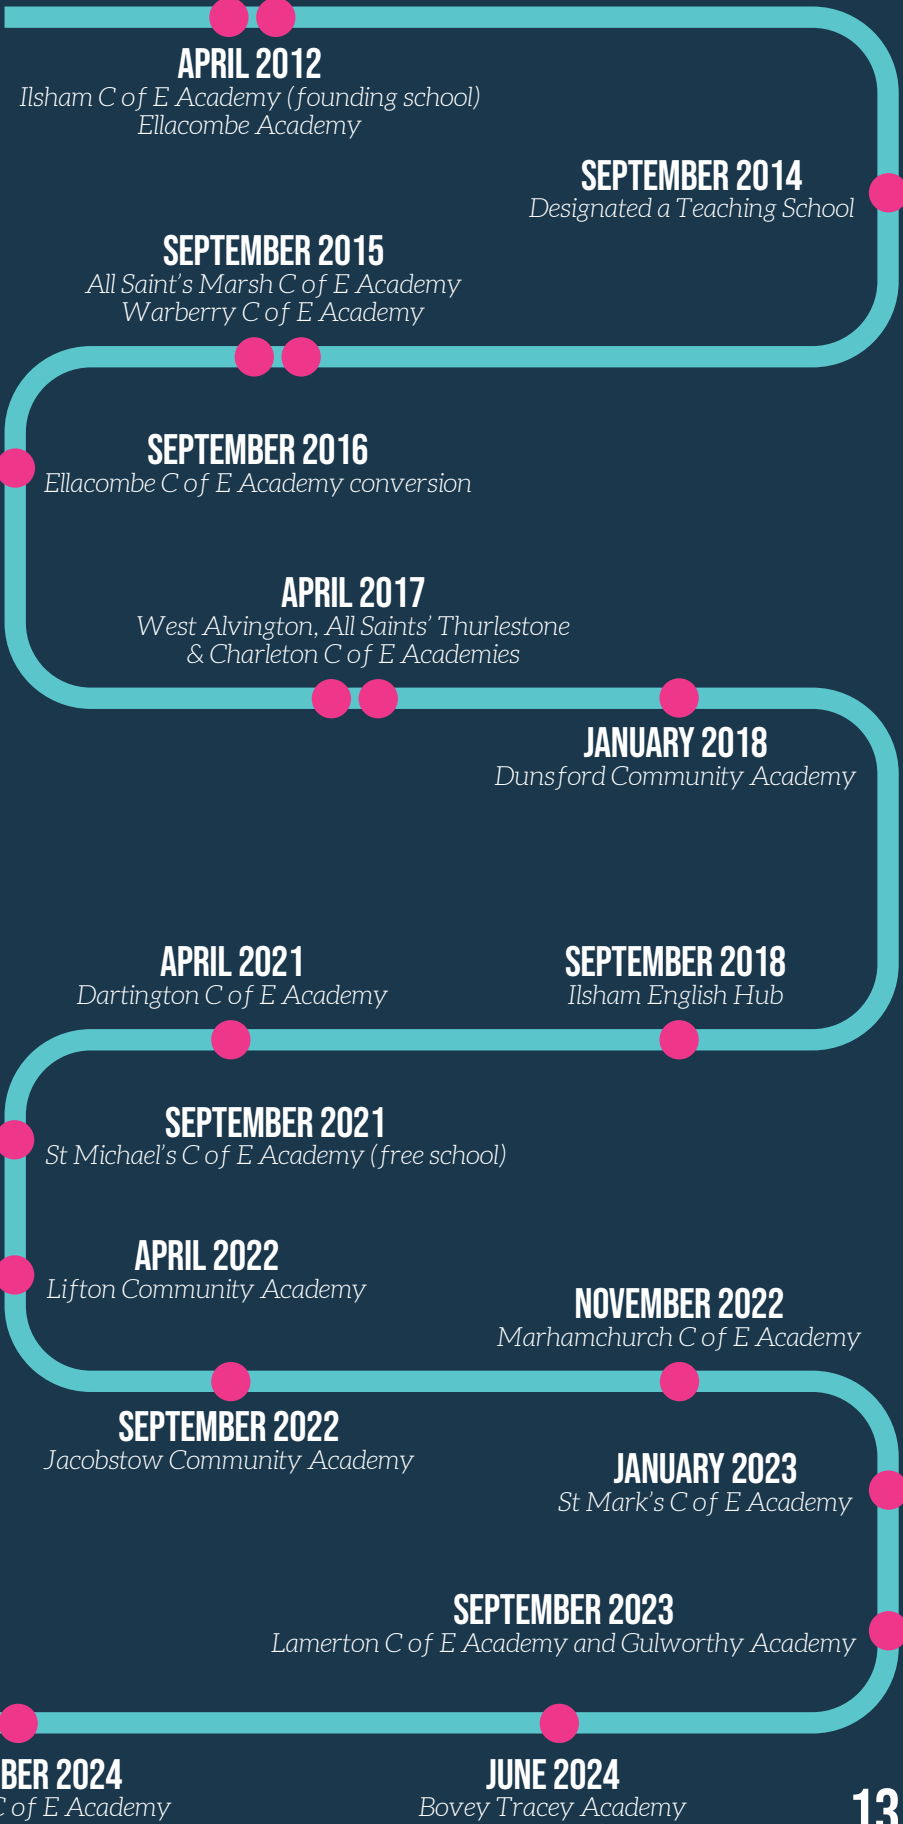 APRIL 2012
Ilsham C of E Academy (founding school)
Ellacombe Academy
SEPTEMBER 2014
Designated a Teaching School
SEPTEMBER 2015
All Saint's Marsh C of E Academy
Warberry C of E Academy
SEPTEMBER 2016
Ellacombe C of E Academy conversion
APRIL 2017
West Alvington, All Saints' Thurlestone
& Charleton C of E Academies
JANUARY 2018
Dunsford Community Academy
SEPTEMBER 2018
Ilsham English Hub
APRIL 2021
Dartington C of E Academy
SEPTEMBER 2021
St Michael's C of E Academy (free school)
APRIL 2022
Lifton Community Academy
SEPTEMBER 2022
Jacobstow Community Academy
NOVEMBER 2022
Marhamchurch C of E Academy
JANUARY 2023
St Mark's C of E Academy
SEPTEMBER 2023
Lamerton C of E Academy and Gulworthy Academy
JUNE 2024
Bovey Tracey Academy
BER 2024
C of E Academy
13